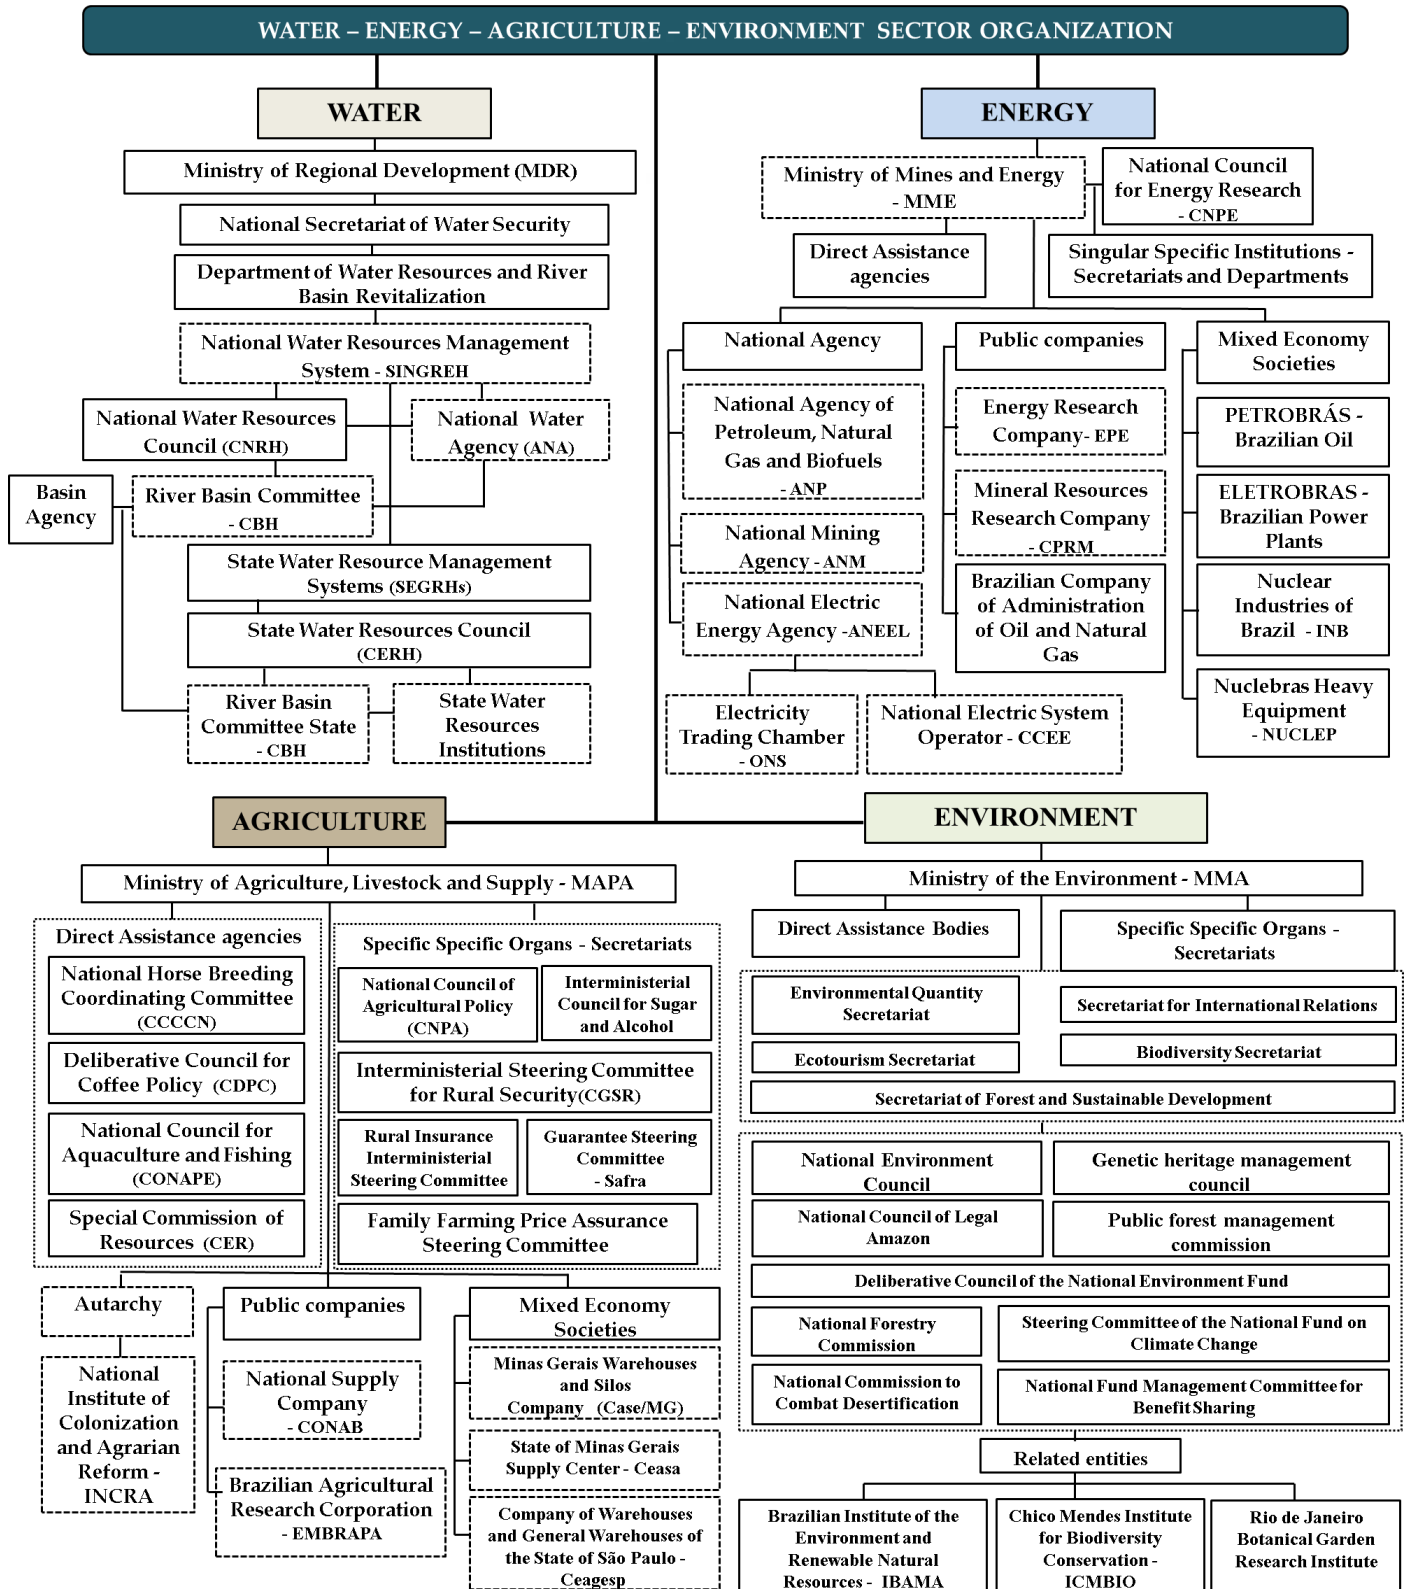 WATER – ENERGY – AGRICULTURE – ENVIRONMENT SECTOR ORGANIZATION
WATER
Ministry of Regional Development (MDR)
National Secretariat of Water Security
Department of Water Resources and River
Basin Revitalization
National Water Resources Management
System - SINGREH
National Water Resources
Council (CNRH)
National Water
Agency (ANA)
Basin
Agency
River Basin Committee
- CBH
State Water Resource Management
Systems (SEGRHs)
State Water Resources Council
(CERH)
River Basin
Committee State
- CBH
State Water
Resources
Institutions
ENERGY
Ministry of Mines and Energy
- MME
National Council
for Energy Research
- CNPE
Direct Assistance
agencies
Singular Specific Institutions -
Secretariats and Departments
National Agency
National Agency of
Petroleum, Natural
Gas and Biofuels
- ANP
National Mining
Agency - ANM
National Electric
Energy Agency -ANEEL
Electricity
Trading Chamber
- ONS
National Electric System
Operator - CCEE
Public companies
Energy Research
Company- EPE
Mineral Resources
Research Company
- CPRM
Brazilian Company
of Administration
of Oil and Natural
Gas
Mixed Economy
Societies
PETROBRÁS -
Brazilian Oil
ELETROBRAS -
Brazilian Power
Plants
Nuclear
Industries of
Brazil - INB
Nuclebras Heavy
Equipment
- NUCLEP
AGRICULTURE
Ministry of Agriculture, Livestock and Supply - MAPA
Direct Assistance agencies
National Horse Breeding
Coordinating Committee
(CCCCN)
Deliberative Council for
Coffee Policy (CDPC)
National Council for
Aquaculture and Fishing
(CONAPE)
Special Commission of
Resources (CER)
Specific Specific Organs - Secretariats
National Council of
Agricultural Policy
(CNPA)
Interministerial
Council for Sugar
and Alcohol
Interministerial Steering Committee
for Rural Security(CGSR)
Rural Insurance
Interministerial
Steering Committee
Guarantee Steering
Committee
- Safra
Family Farming Price Assurance
Steering Committee
Autarchy
National
Institute of
Colonization
and Agrarian
Reform -
INCRA
Public companies
National Supply
Company
- CONAB
Brazilian Agricultural
Research Corporation
- EMBRAPA
Mixed Economy
Societies
Minas Gerais Warehouses
and Silos
Company (Case/MG)
State of Minas Gerais
Supply Center - Ceasa
Company of Warehouses
and General Warehouses of
the State of São Paulo -
Ceagesp
ENVIRONMENT
Ministry of the Environment - MMA
Direct Assistance Bodies
Specific Specific Organs -
Secretariats
Environmental Quantity
Secretariat
Secretariat for International Relations
Ecotourism Secretariat
Biodiversity Secretariat
Secretariat of Forest and Sustainable Development
National Environment
Council
Genetic heritage management
council
National Council of Legal
Amazon
Public forest management
commission
Deliberative Council of the National Environment Fund
National Forestry
Commission
Steering Committee of the National Fund on
Climate Change
National Commission to
Combat Desertification
National Fund Management Committee for
Benefit Sharing
Related entities
Brazilian Institute of the
Environment and
Renewable Natural
Resources - IBAMA
Chico Mendes Institute
for Biodiversity
Conservation -
ICMBIO
Rio de Janeiro
Botanical Garden
Research Institute